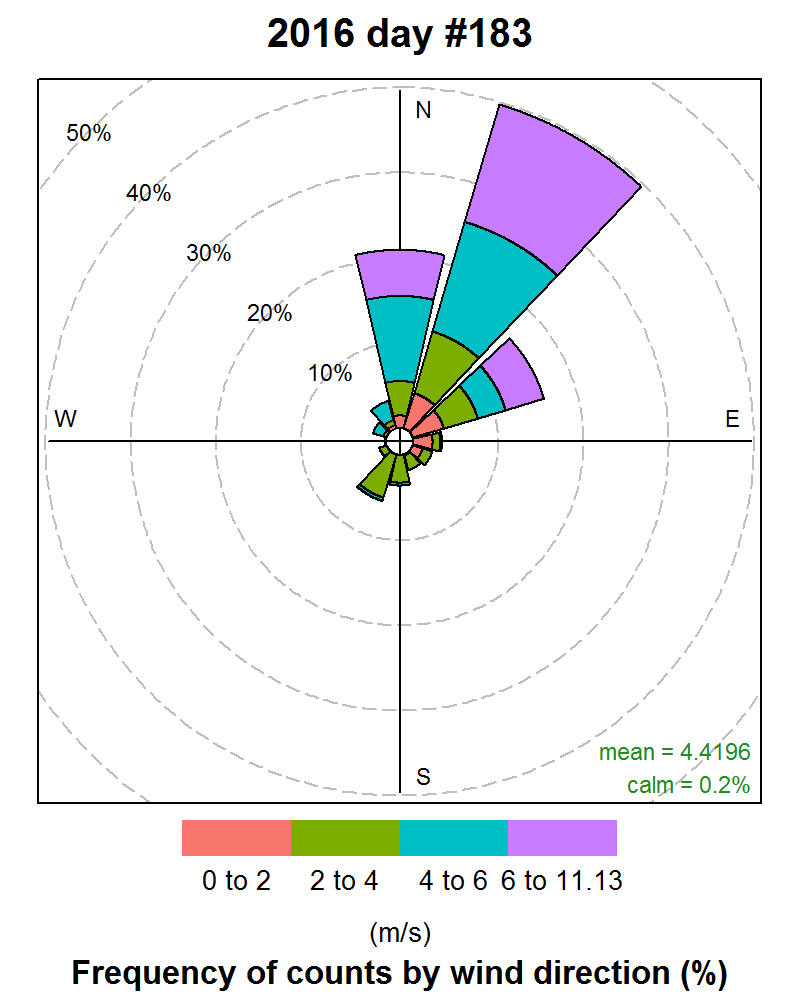 2016 day #183
N
50%
40%
30%
20%
10%
W
E
S
mean = 4.4196
calm = 0.2%
0 to 2 2 to 4 4 to 6 6 to 11.13
(m/s)
Frequency of counts by wind direction (%)